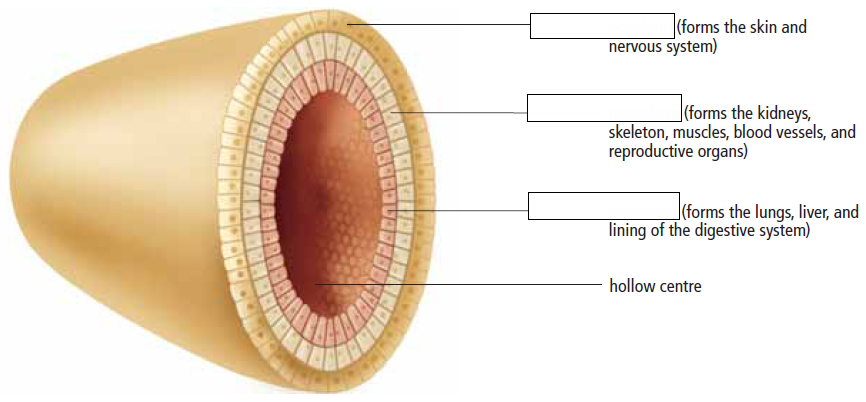 (forms the skin and
nervous system)
(forms the kidneys,
skeleton, muscles, blood vessels, and
reproductive organs)
(forms the lungs, liver, and
lining of the digestive system)
hollow centre